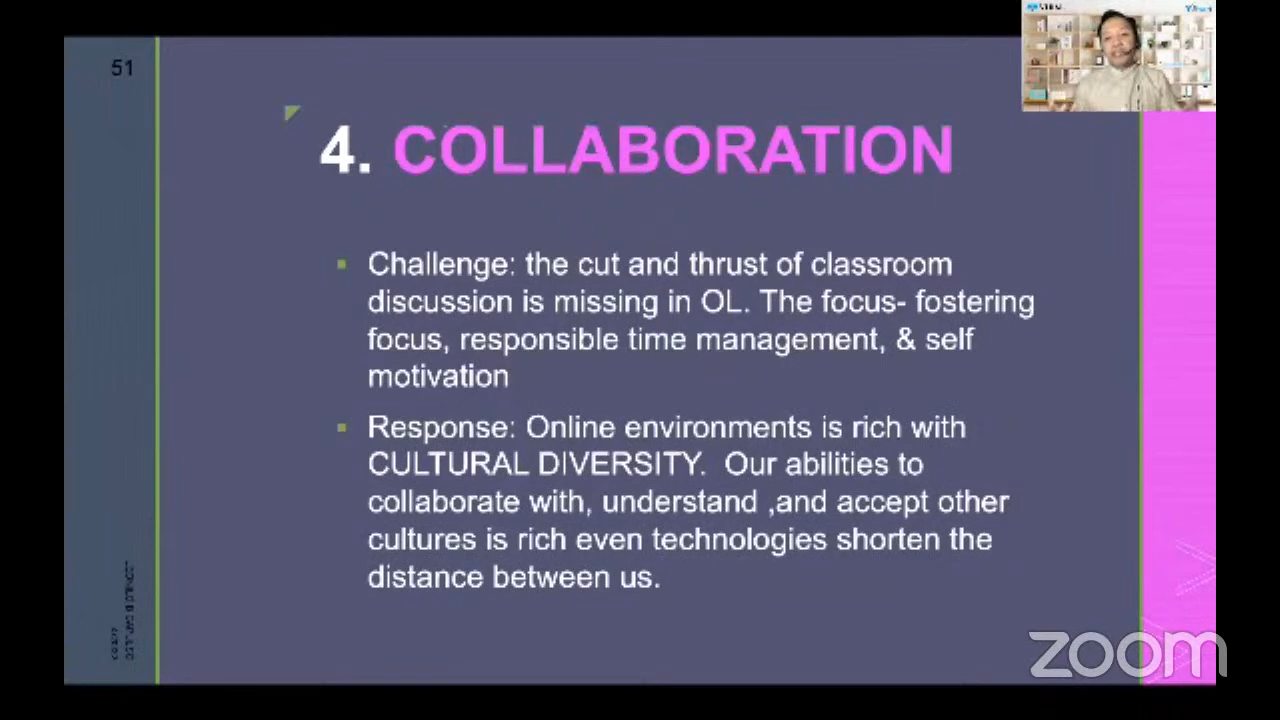 51
4. COLLABORATION
Challenge: the cut and thrust of classroom
discussion is missing in OL. The focus- fostering
focus, responsible time management, & self
motivation
Response: Online environments is rich with
CULTURAL DIVERSITY. Our abilities to
collaborate with, understand ,and accept other
cultures is rich even technologies shorten the
distance between us.
zoom